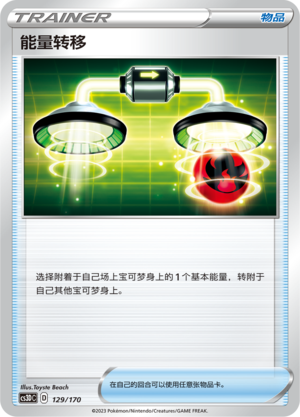 TRAINER
物品
能量转移
选择附着于自己场上宝可梦身上的1个基本能量,转附于
自己其他宝可梦身上。
Illus.Toyste Beach
CS3D C D 129/170
在自己的回合可以使用任意张物品卡。
©2023 Pokémon/Nintendo/Creatures/GAME FREAK.